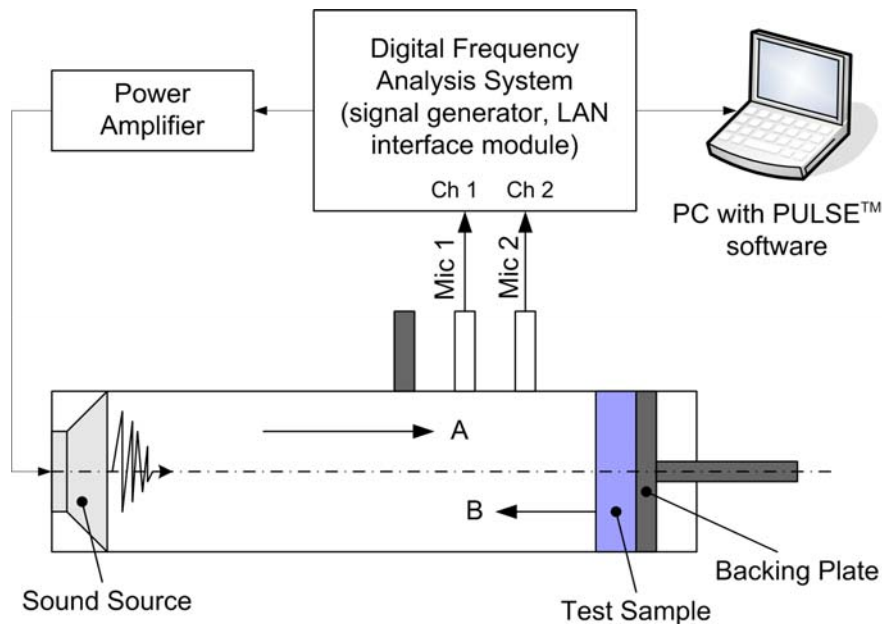 Digital Frequency
Analysis System
(signal generator, LAN
interface module)
Ch 1 Ch 2
Power
Amplifier
PC with PULSE™
software
Mic 1
Mic 2
A
B
Sound Source
Test Sample
Backing Plate